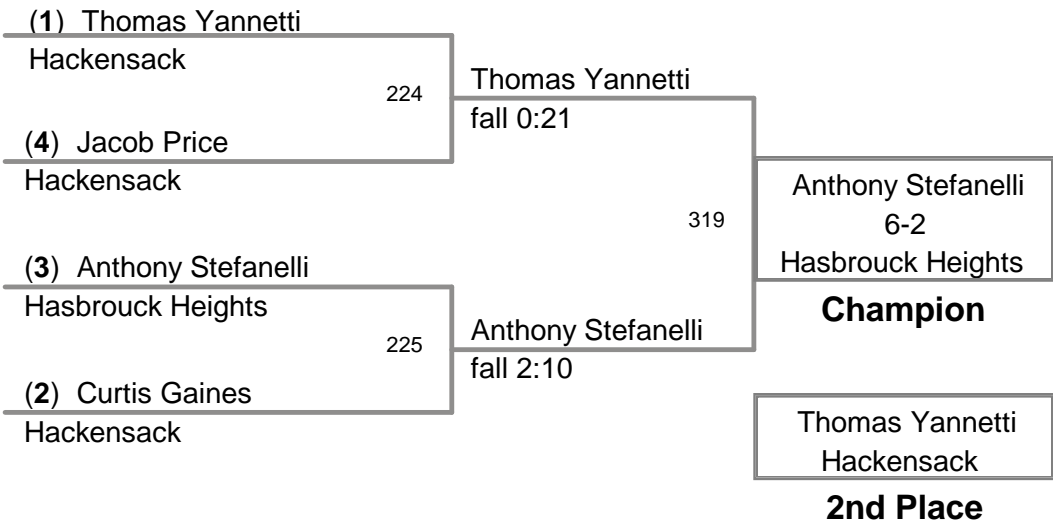 (1) Thomas Yannetti
Hackensack
224
(4) Jacob Price
Hackensack
Thomas Yannetti
fall 0:21
(3) Anthony Stefanelli
Hasbrouck Heights
225
(2) Curtis Gaines
Hackensack
Anthony Stefanelli
fall 2:10
319
Anthony Stefanelli
6-2
Hasbrouck Heights
Champion
Thomas Yannetti
Hackensack
2nd Place